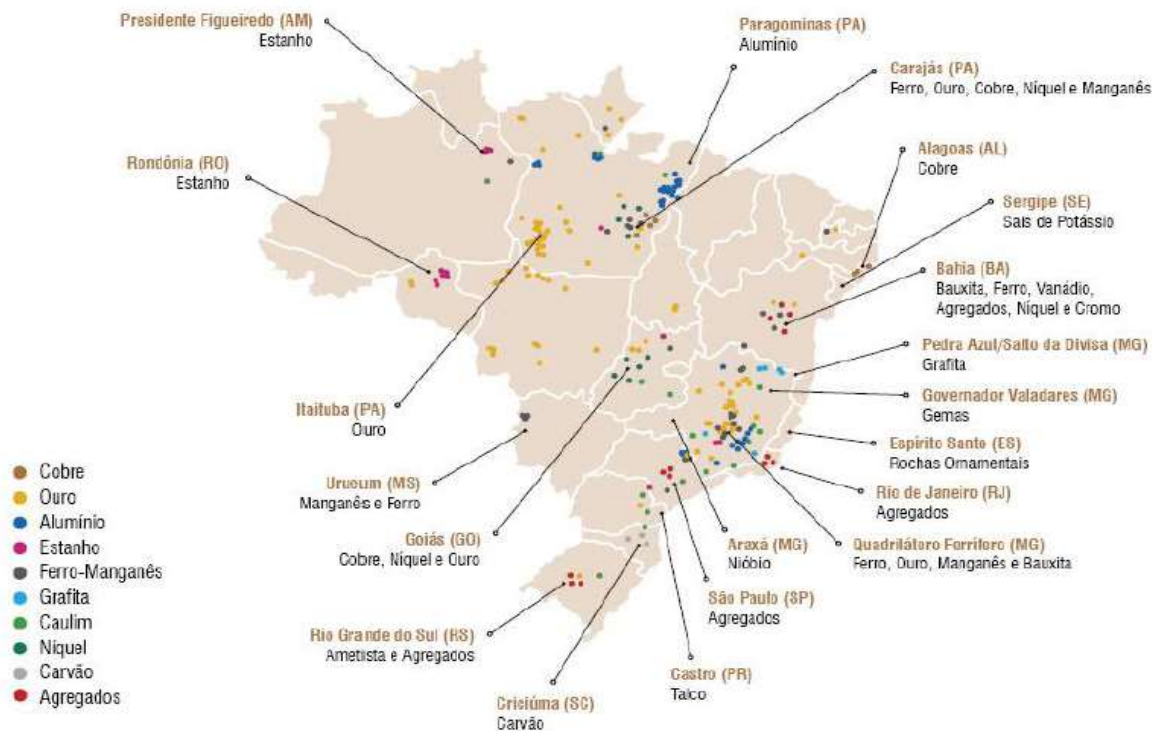 Presidente Figueiredo (AM)
Estanho
Paragominas (PA)
Alumínio
Carajás (PA)
Ferro, Ouro, Cobre, Níquel e Manganês
Rondônia (RO)
Estanho
Alagoas (AL)
Cobre
Sergipe (SE)
Sais de Potássio
Bahia (BA)
Bauxita, Ferro, Vanádio,
Agregados, Níquel e Cromo
Pedra Azul/Salto da Divisa (MG)
Grafita
Governador Valadares (MG)
Gemas
Itaituba (PA)
Ouro
Espírito Santo (ES)
Rochas Ornamentais
Urucum (MS)
Manganês e Ferro
Rio de Janeiro (RJ)
Agregados
Goiás (GO)
Cobre, Níquel e Ouro
Araxá (MG)
Nióbio
Quadrilátero Ferrífero (MG)
Ferro, Ouro, Manganês e Bauxita
São Paulo (SP)
Agregados
Rio Grande do Sul (RS)
Ametista e Agregados
Castro (PR)
Talco
Criciúma (SC)
Carvão
Cobre
Ouro
Alumínio
Estanho
Ferro-Manganês
Grafita
Caulim
Níquel
Carvão
Agregados